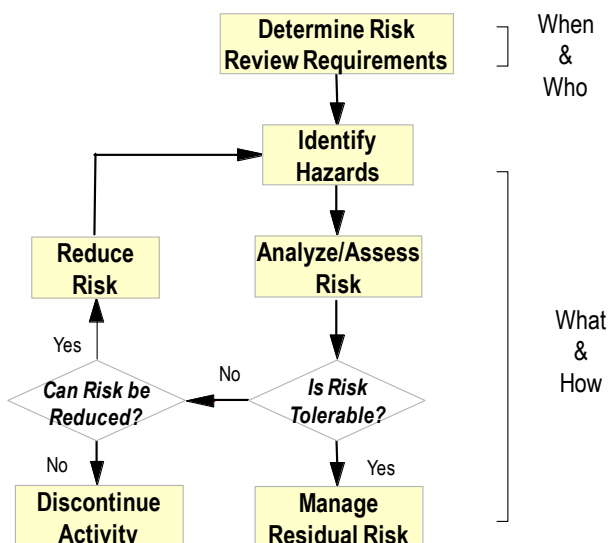 Determine Risk
Review Requirements
When
&
Who
Identify
Hazards
Reduce
Risk
Analyze/Assess
Risk
What
&
How
Yes
Can Risk be
Reduced?
No
Is Risk
Tolerable?
No
Yes
Discontinue
Activity
Manage
Residual Risk